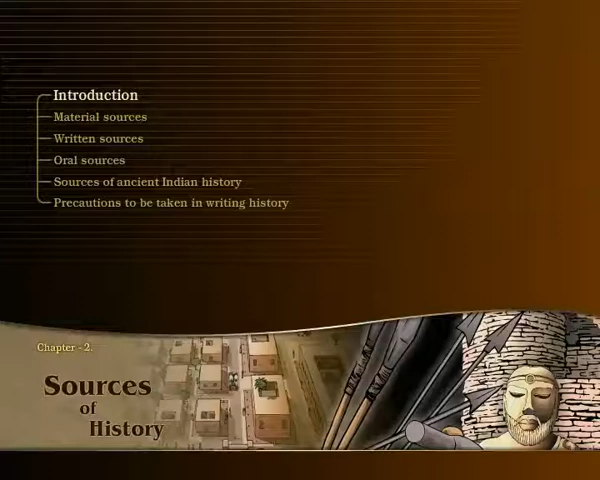 Introduction
Material sources
Written sources
Oral sources
Sources of ancient Indian history
Precautions to be taken in writing history
Chapter - 2.
Sources
of
History